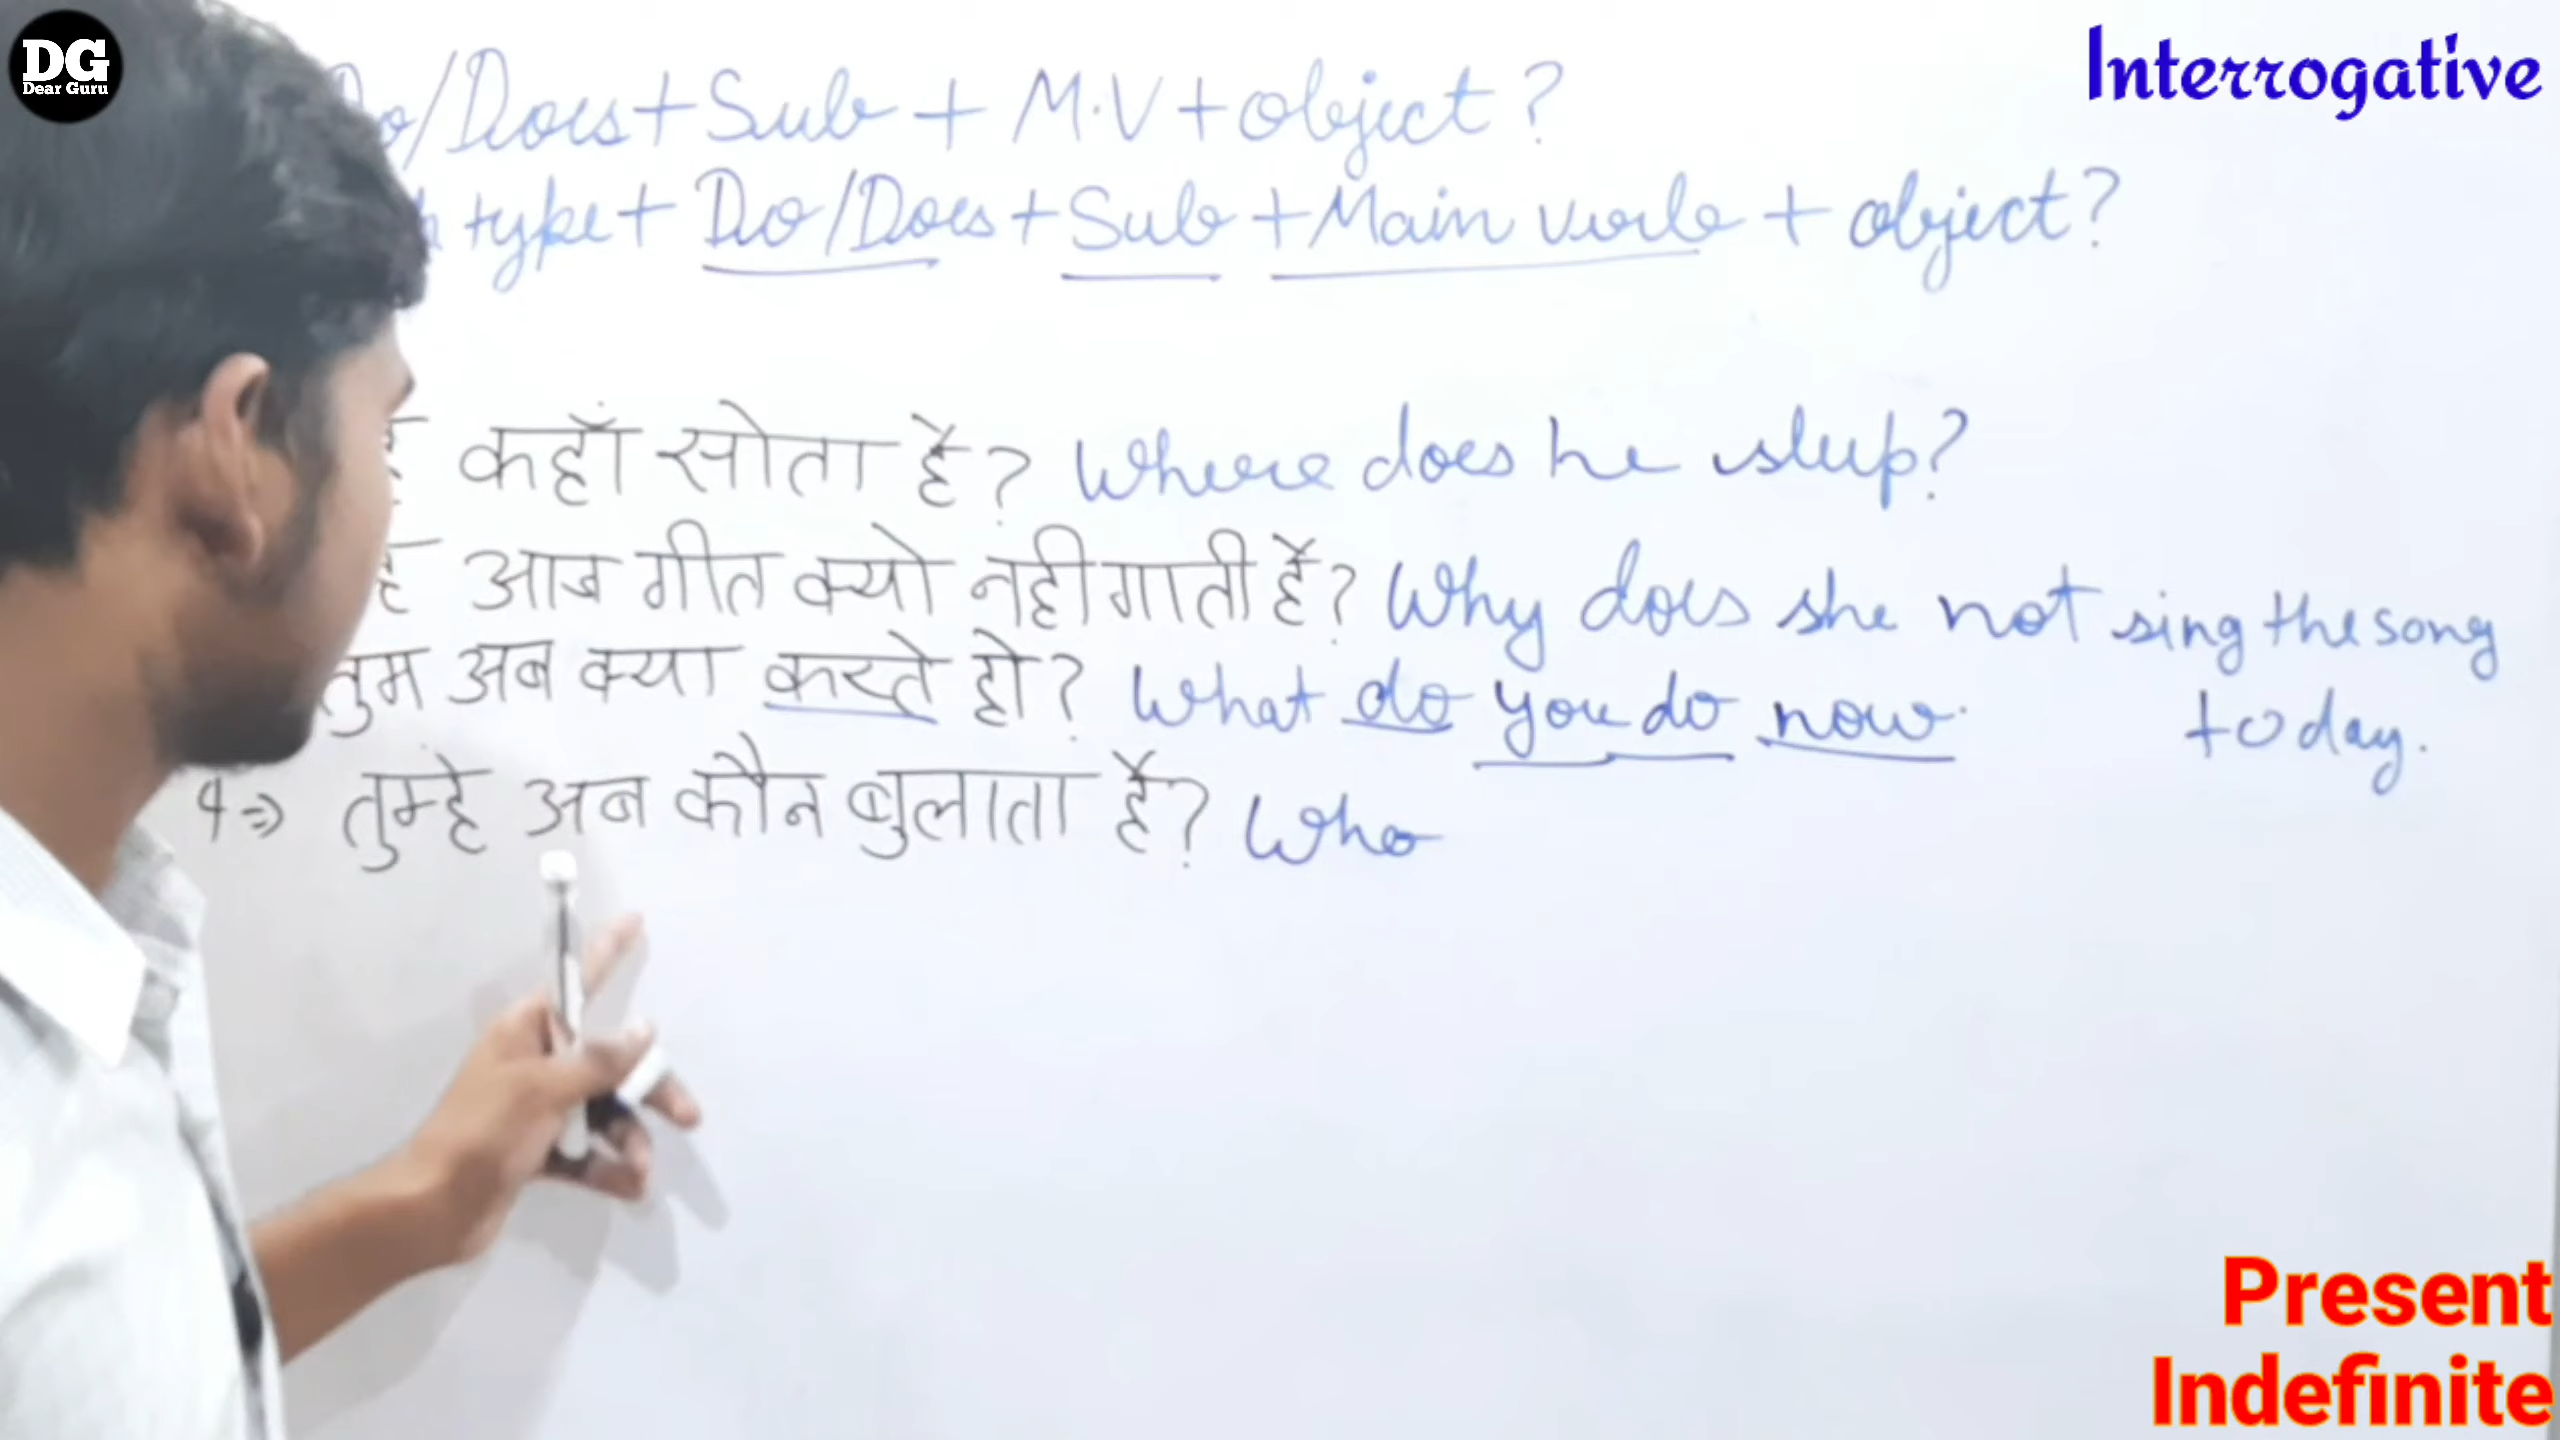 DG
Dear Guru
Interrogative
/Does + Sub + M.V + object?
type + Do/Does + Sub + Main verb + object?
कहाँ सोता है? Where does he sleep?
आज गीत क्यो नही गाती है? Why does she not sing the song today.
तुम अब क्या करते हो? What do you do now.
4⇒ तुम्हे अब कौन बुलाता है? Who
Present
Indefinite